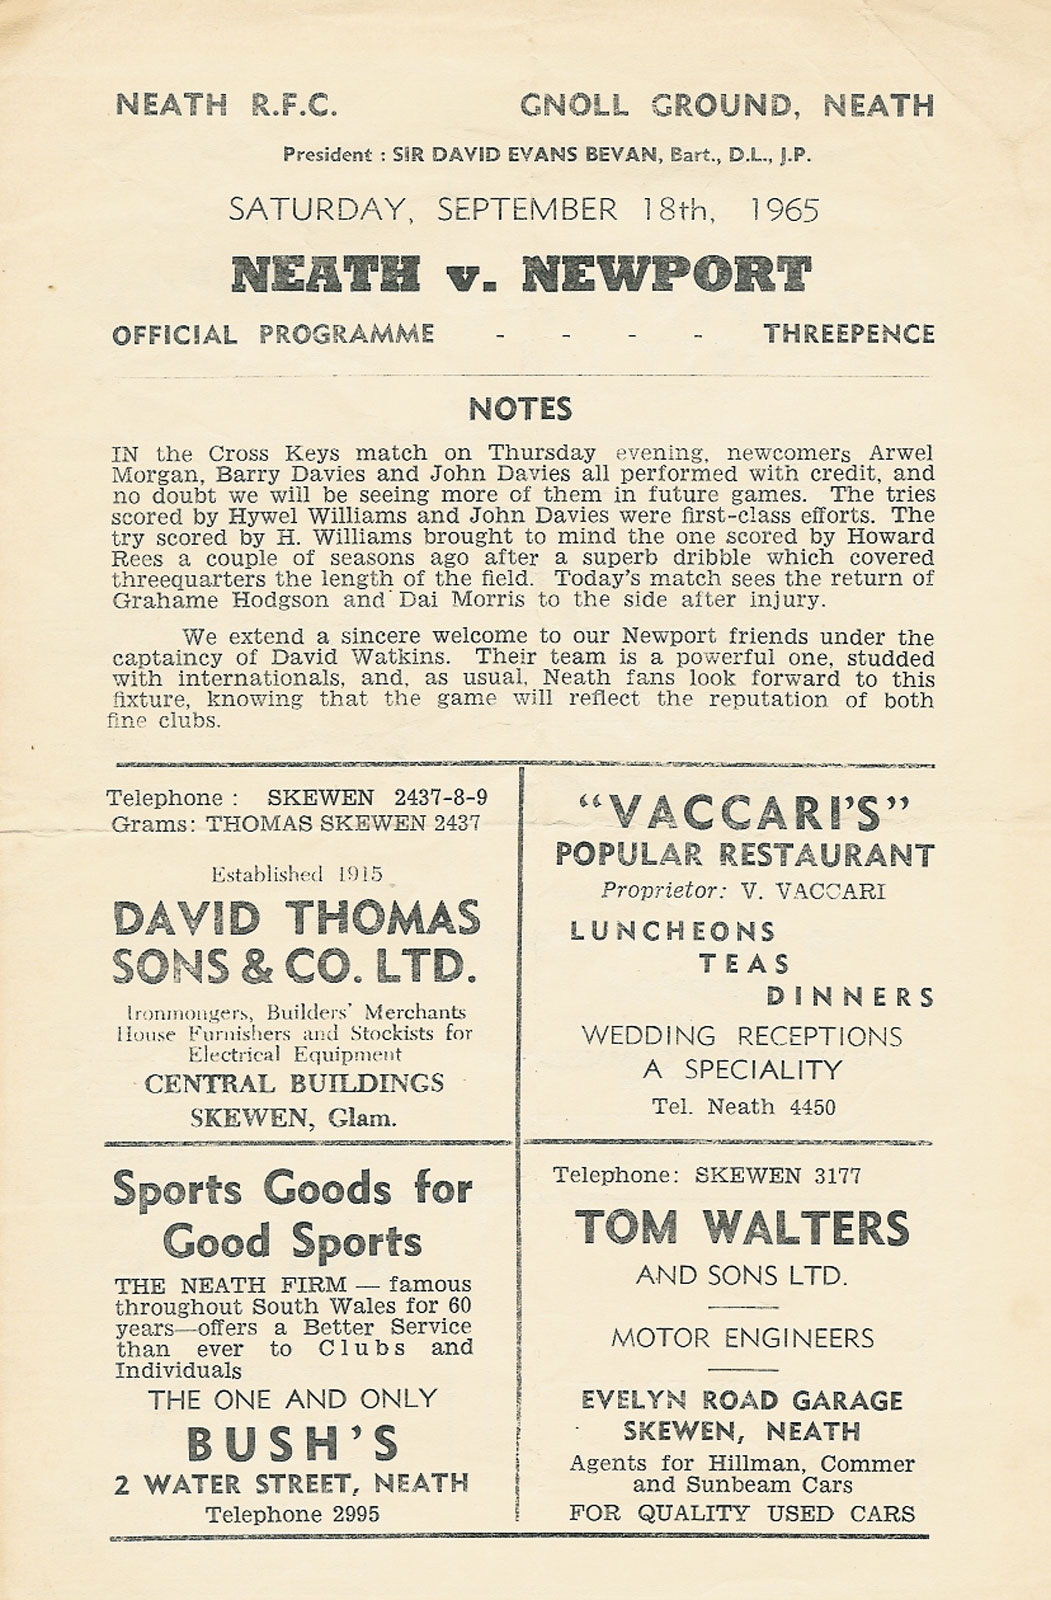 NEATH R.F.C. GNOLL GROUND, NEATH
President : SIR DAVID EVANS BEVAN, Bart., D.L., J.P.
SATURDAY, SEPTEMBER 18th, 1965
NEATH v. NEWPORT
OFFICIAL PROGRAMME - - - - THREEPENCE
NOTES
IN the Cross Keys match on Thursday evening, newcomers Arwel
Morgan, Barry Davies and John Davies all performed with credit, and
no doubt we will be seeing more of them in future games. The tries
scored by Hywel Williams and John Davies were first-class efforts. The
try scored by H. Williams brought to mind the one scored by Howard
Rees a couple of seasons ago after a superb dribble which covered
threequarters the length of the field. Today's match sees the return of
Grahame Hodgson and Dai Morris to the side after injury.
We extend a sincere welcome to our Newport friends under the
captaincy of David Watkins. Their team is a powerful one, studded
with internationals, and, as usual, Neath fans look forward to this
fixture, knowing that the game will reflect the reputation of both
fine clubs.
Telephone : SKEWEN 2437-8-9
Grams: THOMAS SKEWEN 2437
Established 1915
DAVID THOMAS
SONS & CO. LTD.
Ironmongers, Builders' Merchants
House Furnishers and Stockists for
Electrical Equipment
CENTRAL BUILDINGS
SKEWEN, Glam.
"VACCARI'S"
POPULAR RESTAURANT
Proprietor: V. VACCARI
LUNCHEONS
TEAS
DINNERS
WEDDING RECEPTIONS
A SPECIALITY
Tel. Neath 4450
Sports Goods for
Good Sports
THE NEATH FIRM — famous
throughout South Wales for 60
years—offers a Better Service
than ever to Clubs and
Individuals
THE ONE AND ONLY
BUSH'S
2 WATER STREET, NEATH
Telephone 2995
Telephone: SKEWEN 3177
TOM WALTERS
AND SONS LTD.
MOTOR ENGINEERS
EVELYN ROAD GARAGE
SKEWEN, NEATH
Agents for Hillman, Commer
and Sunbeam Cars
FOR QUALITY USED CARS